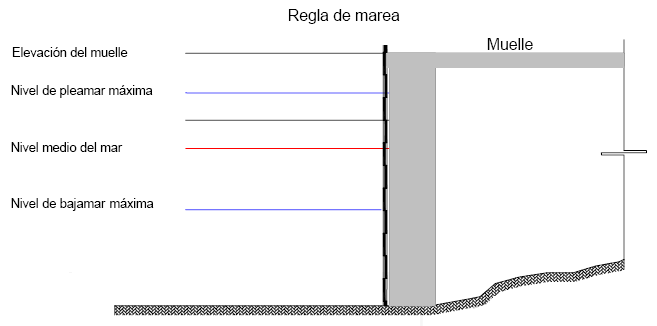 Regla de marea
Muelle
Elevación del muelle
Nivel de pleamar máxima
Nivel medio del mar
Nivel de bajamar máxima